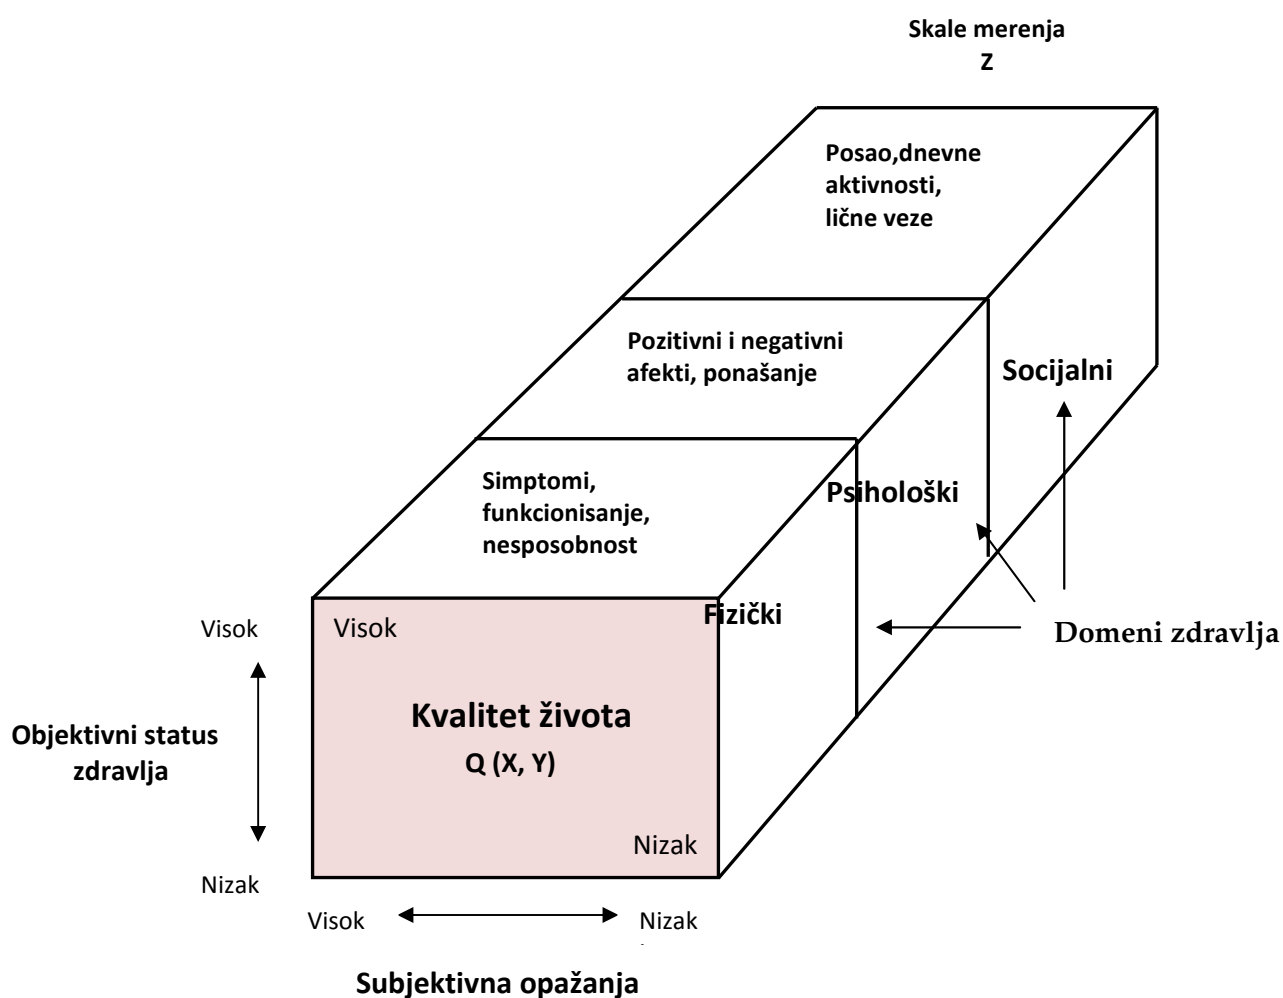 Skale merenja
Z
Posao,dnevne
aktivnosti,
lične veze
Pozitivni i negativni
afekti, ponašanje
Socijalni
Simptomi,
funkcionisanje,
nesposobnost
Psihološki
Fizički
Domeni zdravlja
Visok
Visok
Kvalitet života
Q (X, Y)
Objektivni status
zdravlja
Nizak
Nizak
Visok
Nizak
Subjektivna opažanja